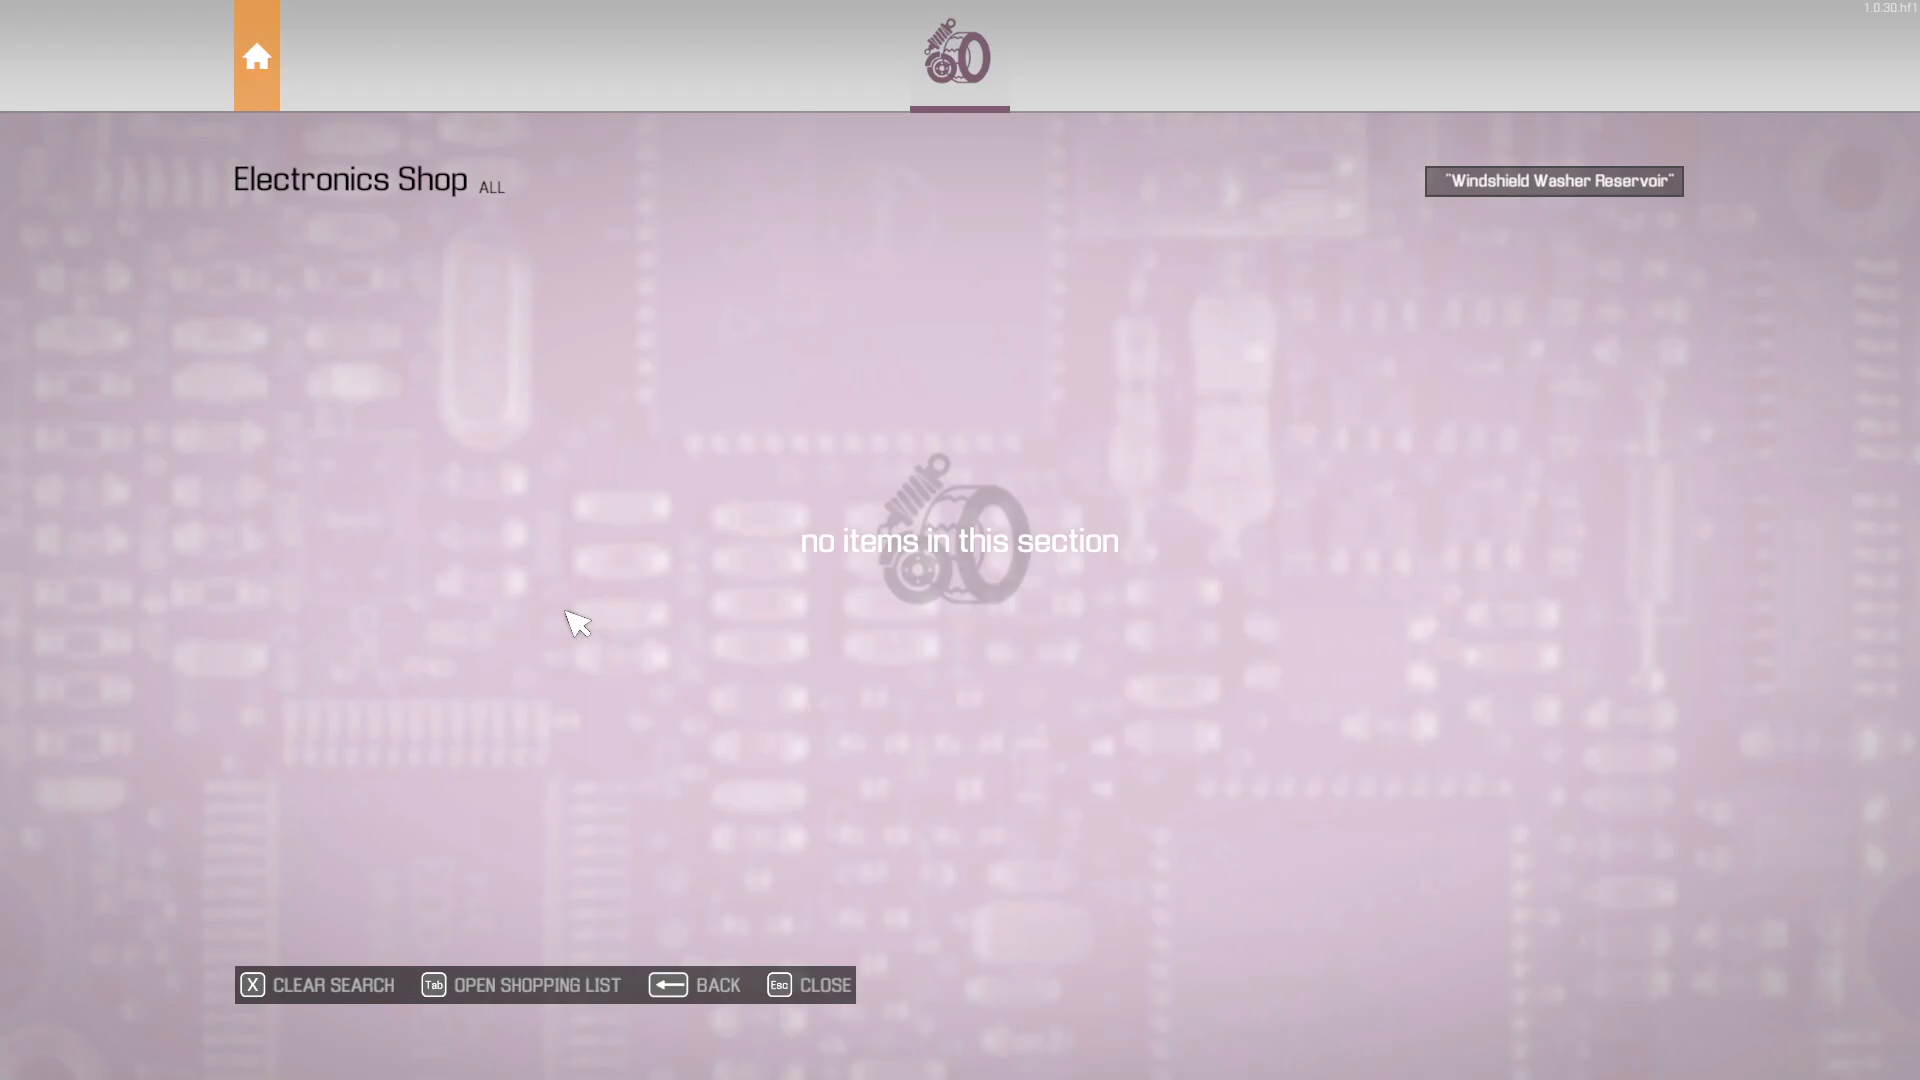 1.0.30.hf1
Electronics Shop ALL
"Windshield Washer Reservoir"
no items in this section
X CLEAR SEARCH Tab OPEN SHOPPING LIST BACK Esc CLOSE